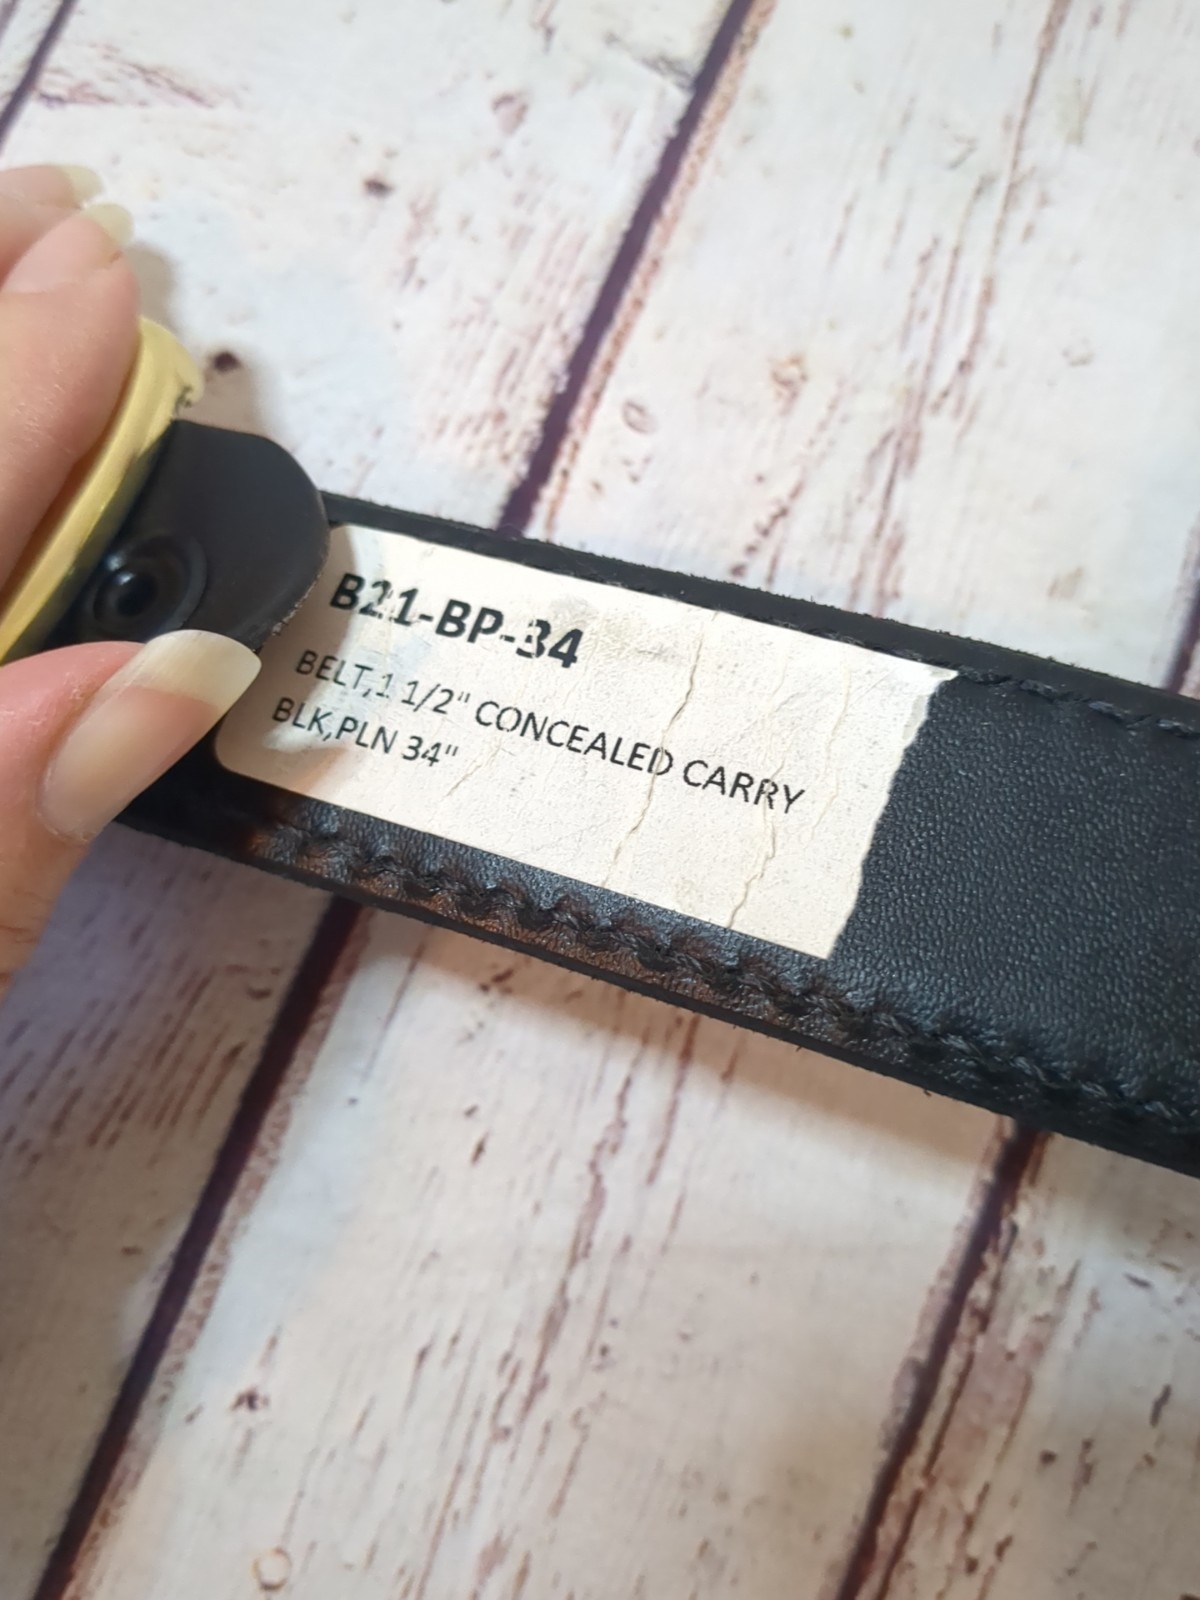 B21-BP-34
BELT,1 1/2" CONCEALED CARRY
BLK,PLN 34"